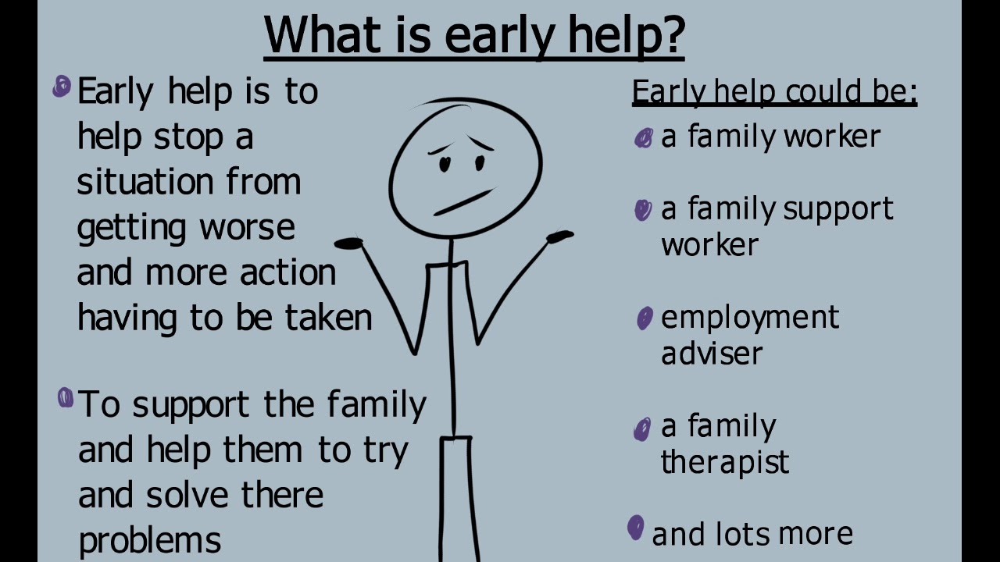 What is early help?
Early help is to
help stop a
situation from
getting worse
and more action
having to be taken
To support the family
and help them to try
and solve there
problems
Early help could be:
a family worker
a family support
worker
employment
adviser
a family
therapist
and lots more